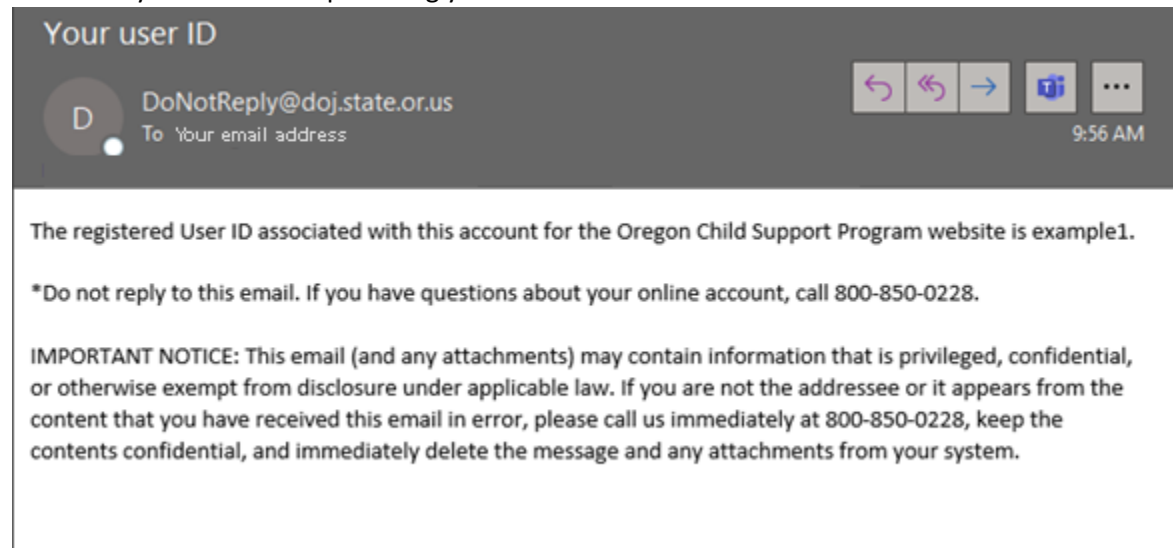 Your user ID
D
DoNotReply@doj.state.or.us
To Your email address
9:56 AM
The registered User ID associated with this account for the Oregon Child Support Program website is example1.
*Do not reply to this email. If you have questions about your online account, call 800-850-0228.
IMPORTANT NOTICE: This email (and any attachments) may contain information that is privileged, confidential,
or otherwise exempt from disclosure under applicable law. If you are not the addressee or it appears from the
content that you have received this email in error, please call us immediately at 800-850-0228, keep the
contents confidential, and immediately delete the message and any attachments from your system.